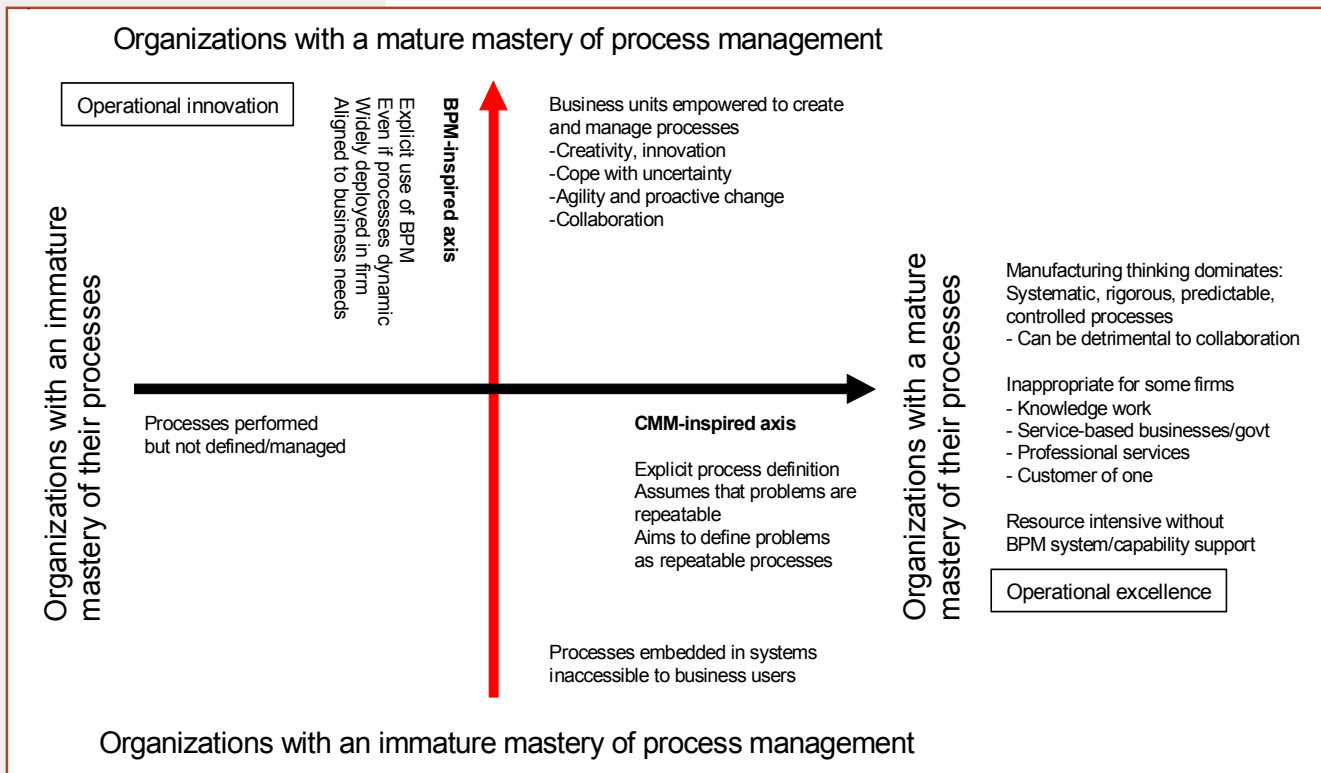 Organizations with a mature mastery of process management
Operational innovation
BPM-inspired axis
Explicit use of BPM
Even if processes dynamic
Widely deployed in firm
Aligned to business needs
Business units empowered to create
and manage processes
-Creativity, innovation
-Cope with uncertainty
-Agility and proactive change
-Collaboration
Organizations with an immature
mastery of their processes
Processes performed
but not defined/managed
CMM-inspired axis
Explicit process definition
Assumes that problems are
repeatable
Aims to define problems
as repeatable processes
Organizations with a mature
mastery of their processes
Manufacturing thinking dominates:
Systematic, rigorous, predictable,
controlled processes
- Can be detrimental to collaboration
Inappropriate for some firms
- Knowledge work
- Service-based businesses/govt
- Professional services
- Customer of one
Resource intensive without
BPM system/capability support
Operational excellence
Processes embedded in systems
inaccessible to business users
Organizations with an immature mastery of process management